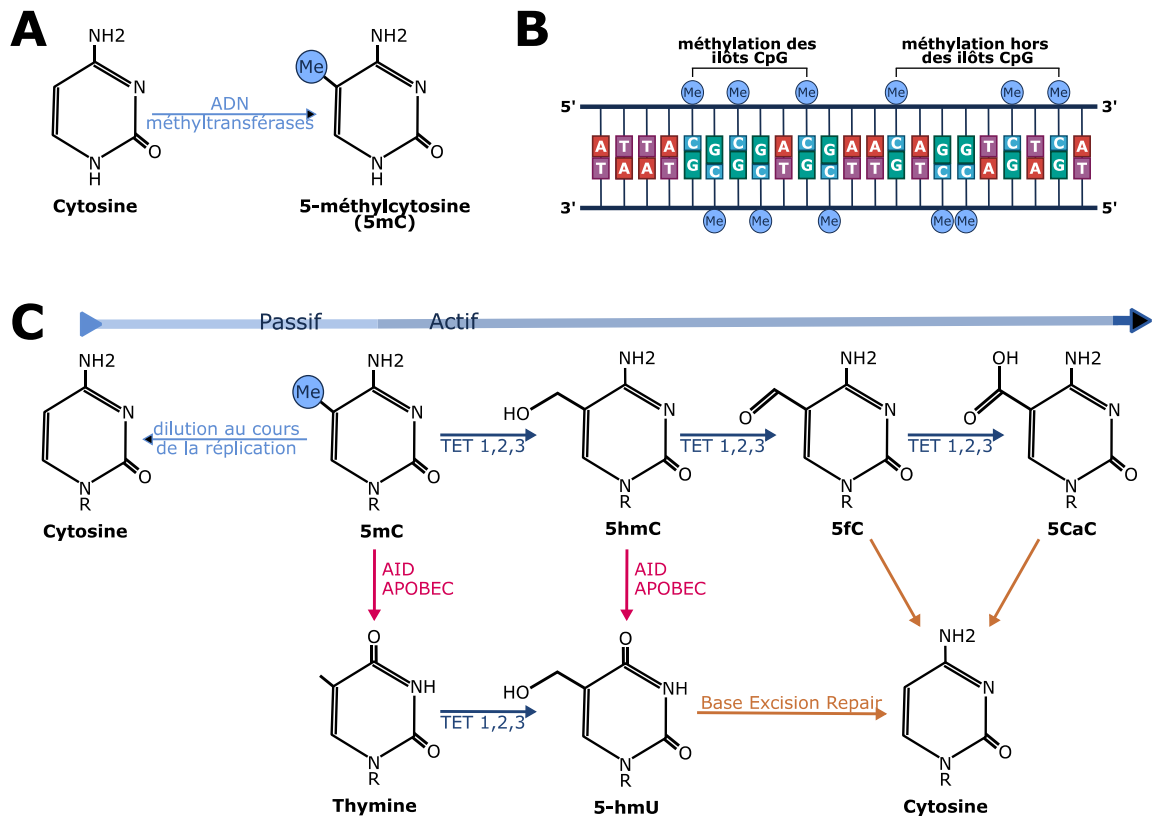 A
NH2
N
O
N
H
Cytosine
ADN
méthyltransférases
Me
NH2
N
O
N
H
5-méthylcytosine
(5mC)
B
méthylation des
ilôts CpG
méthylation hors
des ilôts CpG
Me Me Me Me Me Me
5' 3'
A T T A C G C G A C G A A C A G G T C T C A
T A A T G C G C T G C T T G T C C A G A G T
3' 5'
Me Me Me Me Me
C
Passif Actif
NH2
N
O
N
R
Cytosine
dilution au cours
de la réplication
Me
NH2
N
O
N
R
5mC
TET 1,2,3
NH2
HO
N
O
N
R
5hmC
TET 1,2,3
NH2
O
N
O
N
R
5fC
TET 1,2,3
OH
NH2
O
N
O
N
R
5CaC
AID
APOBEC
AID
APOBEC
O
NH
O
N
R
Thymine
TET 1,2,3
O
HO
NH
O
N
R
5-hmU
Base Excision Repair
NH2
N
O
N
R
Cytosine